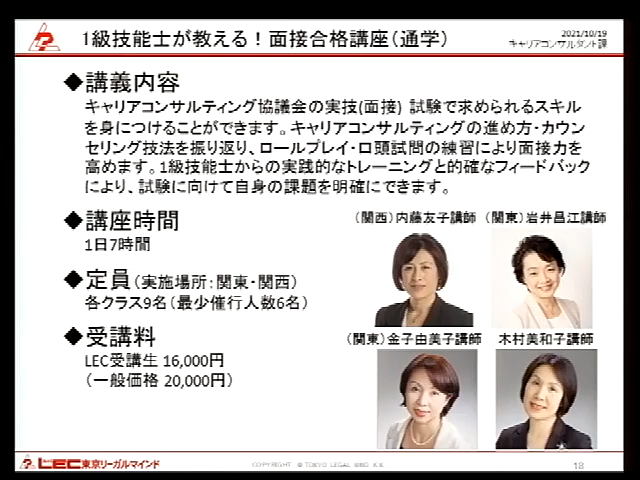 1級技能士が教える！面接合格講座（通学）
2021/10/19
キャリアコンサルタント課
◆講義内容
キャリアコンサルティング協議会の実技(面接) 試験で求められるスキル
を身につけることができます。キャリアコンサルティングの進め方・カウン
セリング技法を振り返り、ロールプレイ・口頭試問の練習により面接力を
高めます。1級技能士からの実践的なトレーニングと的確なフィードバック
により、試験に向けて自身の課題を明確にできます。
◆講座時間
1日7時間
◆定員（実施場所：関東・関西）
各クラス9名（最少催行人数6名）
◆受講料
LEC受講生 16,000円
（一般価格 20,000円）
（関西）内藤友子講師
（関東）岩井昌江講師
（関東）金子由美子講師
木村美和子講師
LEC東京リーガルマインド
COPYRIGHT © TOKYO LEGAL MIND K.K
18